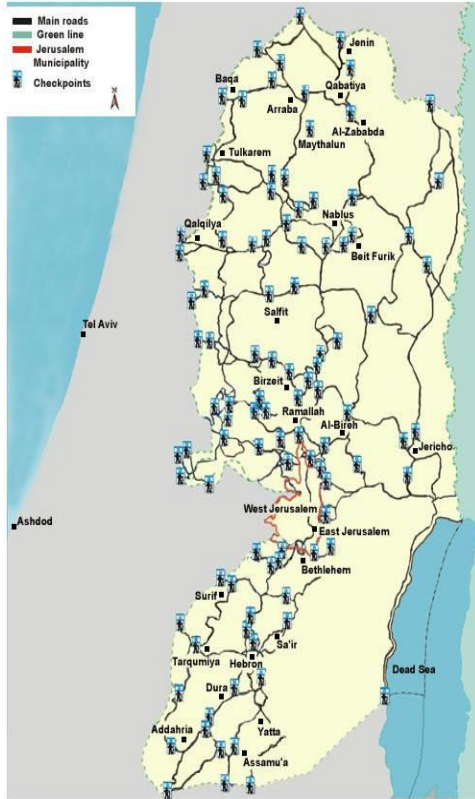 Main roads
Green line
Jerusalem
Municipality
Checkpoints
N
Jenin
Baqa
Qabatiya
Arraba
Al-Zababda
Maythalun
Tulkarem
Nablus
Qalqilya
Beit Furik
Salfit
Tel Aviv
Birzeit
Ramallah
Al-Bireh
Jericho
West Jerusalem
Ashdod
East Jerusalem
Bethlehem
Surif
Sa'ir
Tarqumiya
Hebron
Dead Sea
Dura
Addahria
Yatta
Assamu'a